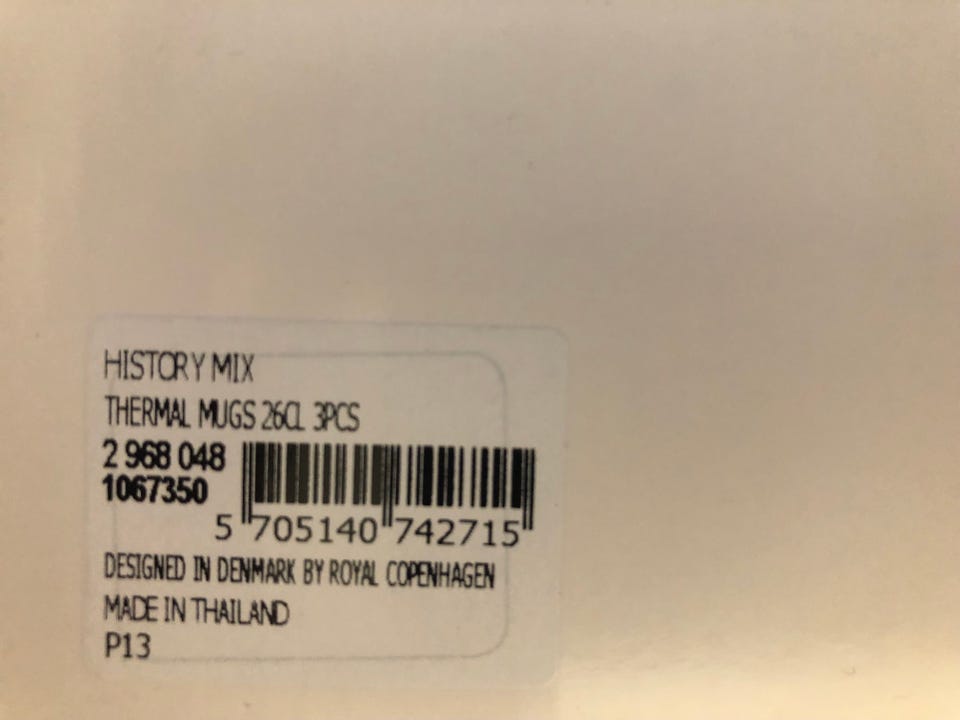 HISTORY MIX
THERMAL MUGS 26CL 3PCS
2 968 048
1067350
5 705140 742715
DESIGNED IN DENMARK BY ROYAL COPENHAGEN
MADE IN THAILAND
P13